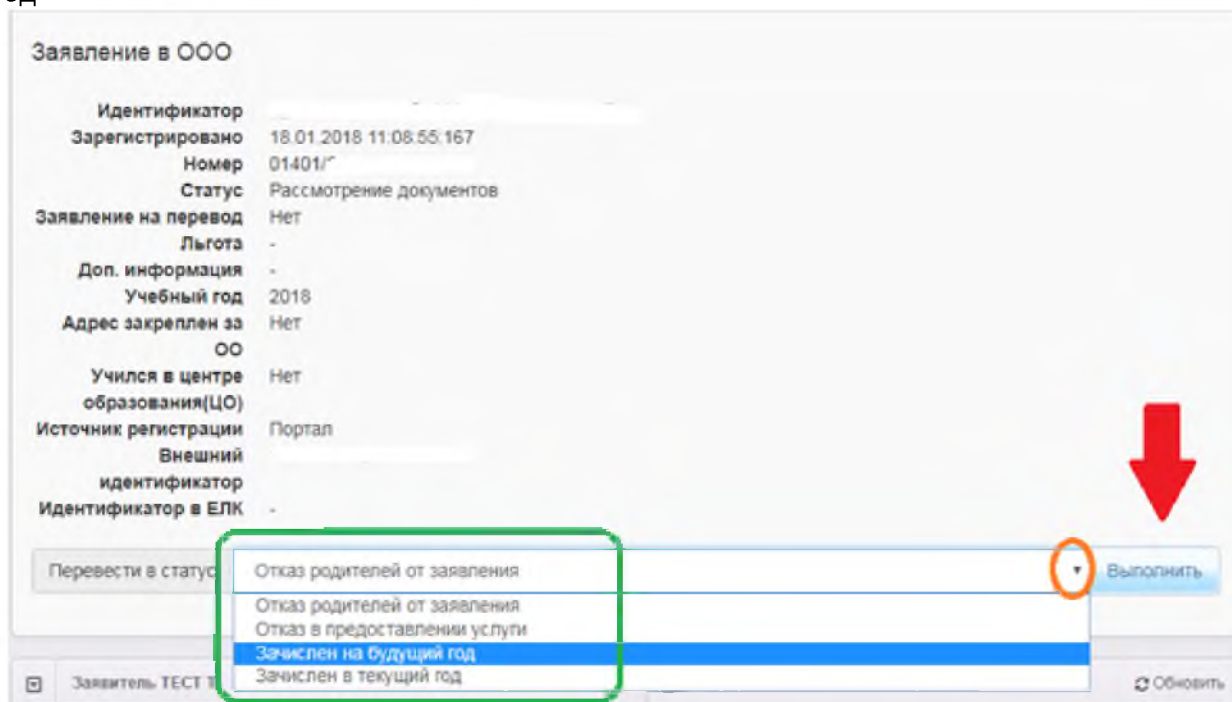 Заявление в ООО
Идентификатор
Зарегистрировано 18.01.2018 11:08:55:167
Номер 01401/
Статус Рассмотрение документов
Заявление на перевод Нет
Льгота -
Доп. информация -
Учебный год 2018
Адрес закреплен за Нет
ОО
Учился в центре Нет
образования(ЦО)
Источник регистрации Портал
Внешний
идентификатор
Идентификатор в ЕЛК -
Перевести в статус Отказ родителей от заявления Выполнить
Отказ родителей от заявления
Отказ в предоставлении услуги
Зачислен на будущий год
Зачислен в текущий год
Заявитель ТЕСТ Обновить